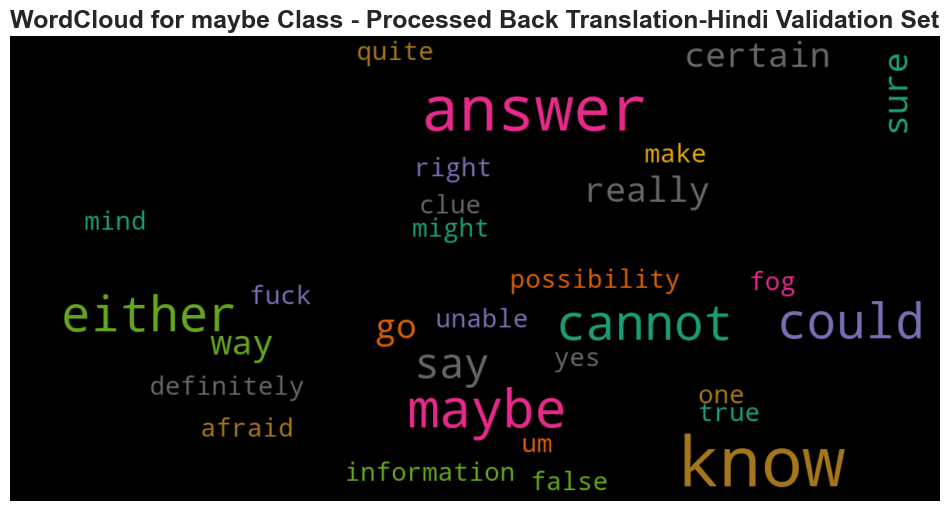 WordCloud for maybe Class - Processed Back Translation-Hindi Validation Set
quite
certain
sure
answer
make
right
really
clue
mind
might
possibility
fog
fuck
either
unable
cannot
could
go
way
say
yes
definitely
maybe
one
true
afraid
um
know
information
false